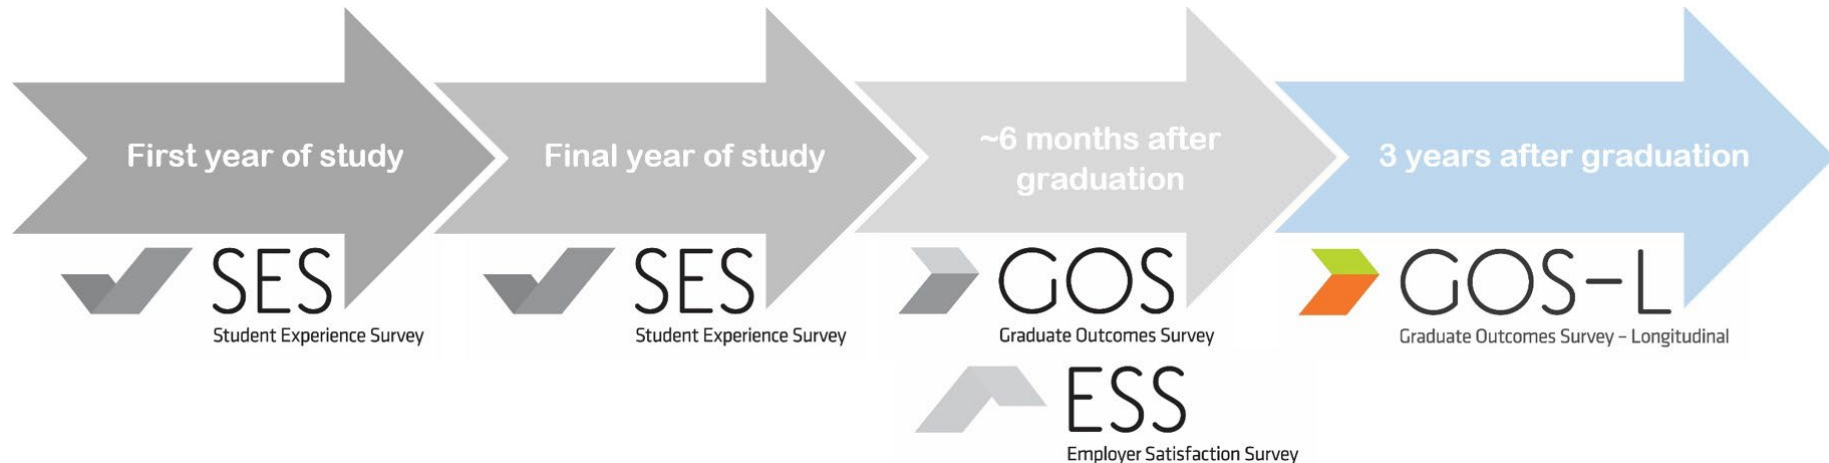 First year of study
Final year of study
~6 months after
graduation
3 years after graduation
SES
Student Experience Survey
SES
Student Experience Survey
GOS
Graduate Outcomes Survey
GOS-L
Graduate Outcomes Survey – Longitudinal
ESS
Employer Satisfaction Survey